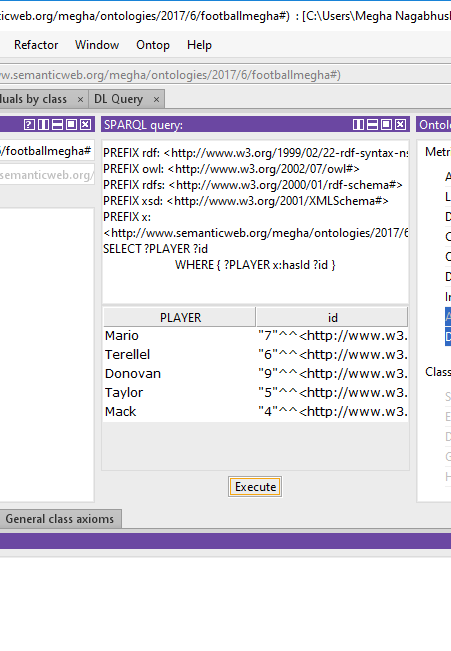 nticweb.org/megha/ontologies/2017/6/footballmegha#) : [C:\Users\Megha Nagabhush
Refactor Window Ontop Help
www.semanticweb.org/megha/ontologies/2017/6/footballmegha#)
duals by class × DL Query ×
SPARQL query:
Ontolo
6/footballmegha#
semanticweb.org/
PREFIX rdf: <http://www.w3.org/1999/02/22-rdf-syntax-ns
PREFIX owl: <http://www.w3.org/2002/07/owl#>
PREFIX rdfs: <http://www.w3.org/2000/01/rdf-schema#>
PREFIX xsd: <http://www.w3.org/2001/XMLSchema#>
PREFIX x:
<http://www.semanticweb.org/megha/ontologies/2017/6
SELECT ?PLAYER ?id
WHERE { ?PLAYER x:hasId ?id }
PLAYER id
Mario "7"^^<http://www.w3.
Terellel "6"^^<http://www.w3.
Donovan "9"^^<http://www.w3.
Taylor "5"^^<http://www.w3.
Mack "4"^^<http://www.w3.
Execute
Metr
A
L
D
C
C
D
In
A
D
Class
S
E
D
G
H
General class axioms